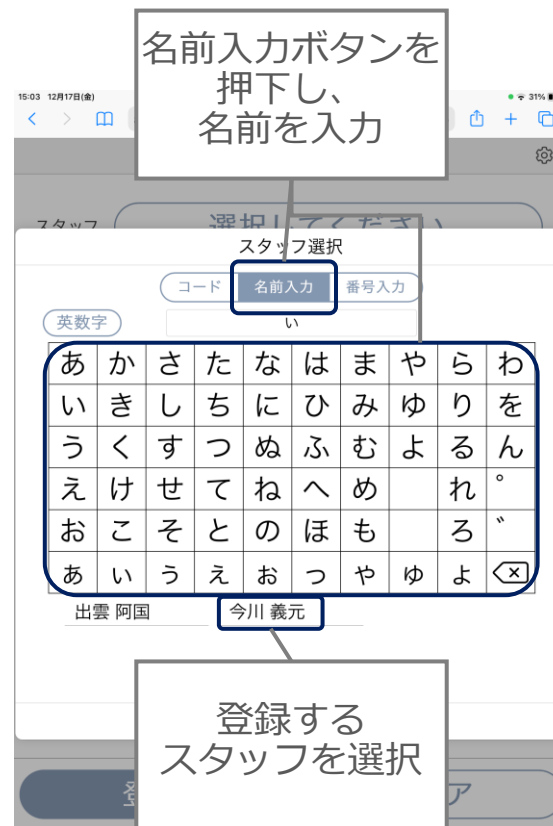 名前入力ボタンを
押下し、
名前を入力
15:03 12月17日(金)
31%
スタッフ
選択してください
スタッフ選択
コード 名前入力 番号入力
英数字 い
あ か さ た な は ま や ら わ
い き し ち に ひ み ゆ り を
う く す つ ぬ ふ む よ る ん
え け せ て ね へ め れ ゜
お こ そ と の ほ も ろ ゛
あ い う え お つ や ゆ よ
出雲 阿国 今川 義元
登録する
スタッフを選択
ア